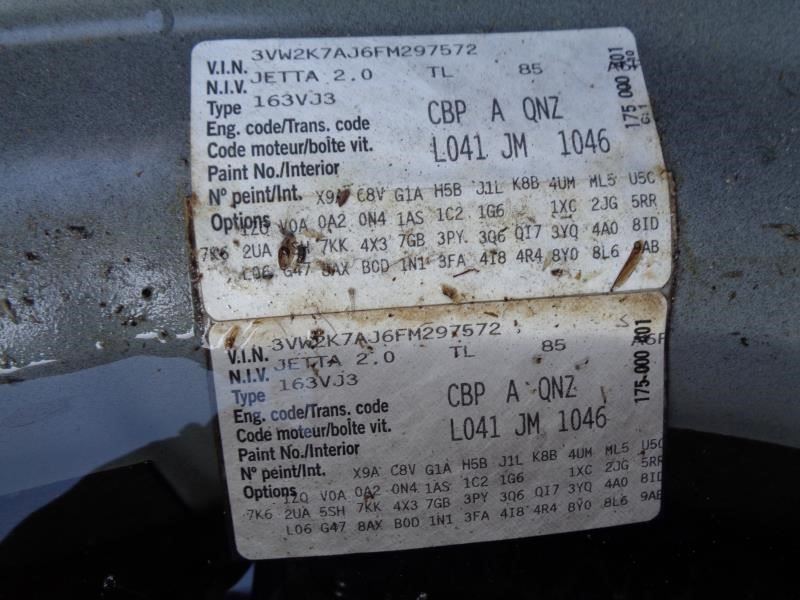 V.I.N. 3VW2K7AJ6FM297572
N.I.V. JETTA 2.0 TL 85
Type 163VJ3
Eng. code/Trans. code CBP A QNZ
Code moteur/boîte vit.
Paint No./Interior L041 JM 1046
N° peint/Int. X9A C8V G1A H5B J1L K8B 4UM ML5 U5C
Options 1ZQ V0A 0A2 0N4 1AS 1C2 1G6 1XC 2JG 5RR
7K6 2UA 5SH 7KK 4X3 7GB 3PY 3Q6 QI7 3YQ 4A0 8ID
L06 G47 8AX B0D 1N1 3FA 4I8 4R4 8Y0 8L6 9AB
175 000
V.I.N. 3VW2K7AJ6FM297572
N.I.V. JETTA 2.0 TL 85
Type 163VJ3
Eng. code/Trans. code CBP A QNZ
Code moteur/boîte vit.
Paint No./Interior L041 JM 1046
N° peint/Int. X9A C8V G1A H5B J1L K8B 4UM ML5 U5C
Options 1ZQ V0A 0A2 0N4 1AS 1C2 1G6 1XC 2JG 5RR
7K6 2UA 5SH 7KK 4X3 7GB 3PY 3Q6 QI7 3YQ 4A0 8ID
L06 G47 8AX B0D 1N1 3FA 4I8 4R4 8Y0 8L6 9AB
175-000